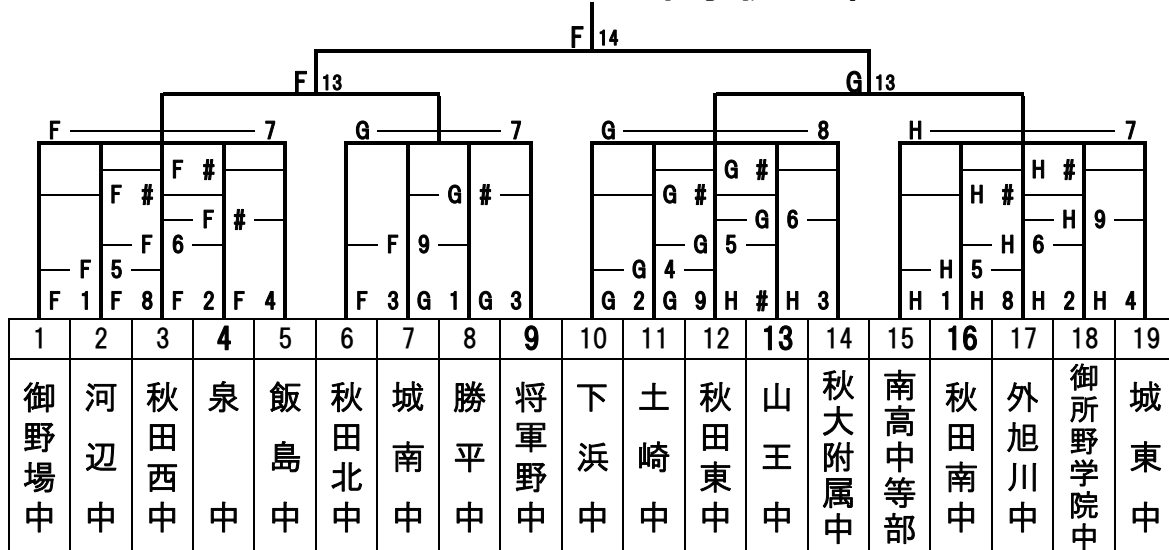 F 14
F 13 G 13
F 7 G 7 G 8 H 7
F # G # H #
F # G # G # H #
F # G 6 H 9
F 6 F 9 G 5 H 6
F 5 G 4 H 5
F 1 F 8 F 2 F 4 F 3 G 1 G 3 G 2 G 9 H # H 3 H 1 H 8 H 2 H 4
1 2 3 4 5 6 7 8 9 10 11 12 13 14 15 16 17 18 19
御野場中
河辺中
秋田西中
泉中
飯島中
秋田北中
城南中
勝平中
将軍野中
下浜中
土崎中
秋田東中
山王中
秋大附属中
南高中等部
秋田南中
外旭川中
御所野学院中
城東中